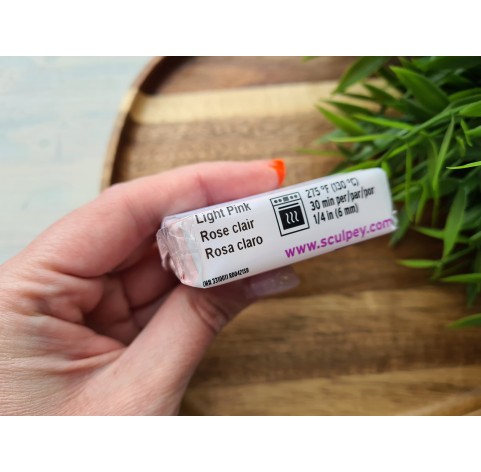 Light Pink
Rose clair
Rosa claro
275 °F (130 °C)
30 min per/par/por
1/4 in (6 mm)
www.sculpey.com